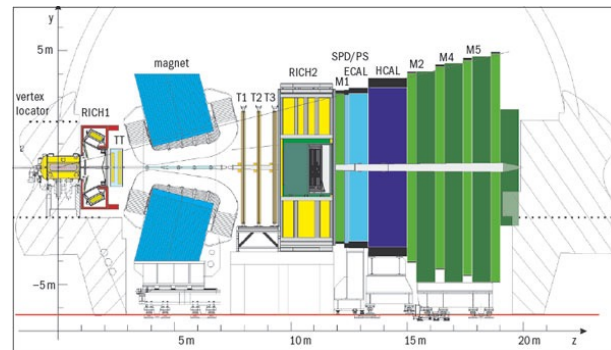 y
5m
SPD/PS
M5
M4
magnet
RICH2
ECAL
HCAL
M2
M1
T1 T2 T3
vertex
locator
RICH1
TT
−5m
5m
10m
15m
20m
z